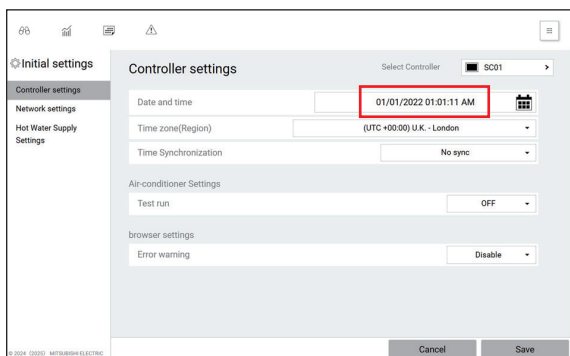 Initial settings
Controller settings
Network settings
Hot Water Supply
Settings
Controller settings
Select Controller
SC01
Date and time
01/01/2022 01:01:11 AM
Time zone(Region)
(UTC +00:00) U.K. - London
Time Synchronization
No sync
Air-conditioner Settings
Test run
OFF
browser settings
Error warning
Disable
Cancel
Save
© 2024 (2025) MITSUBISHI ELECTRIC